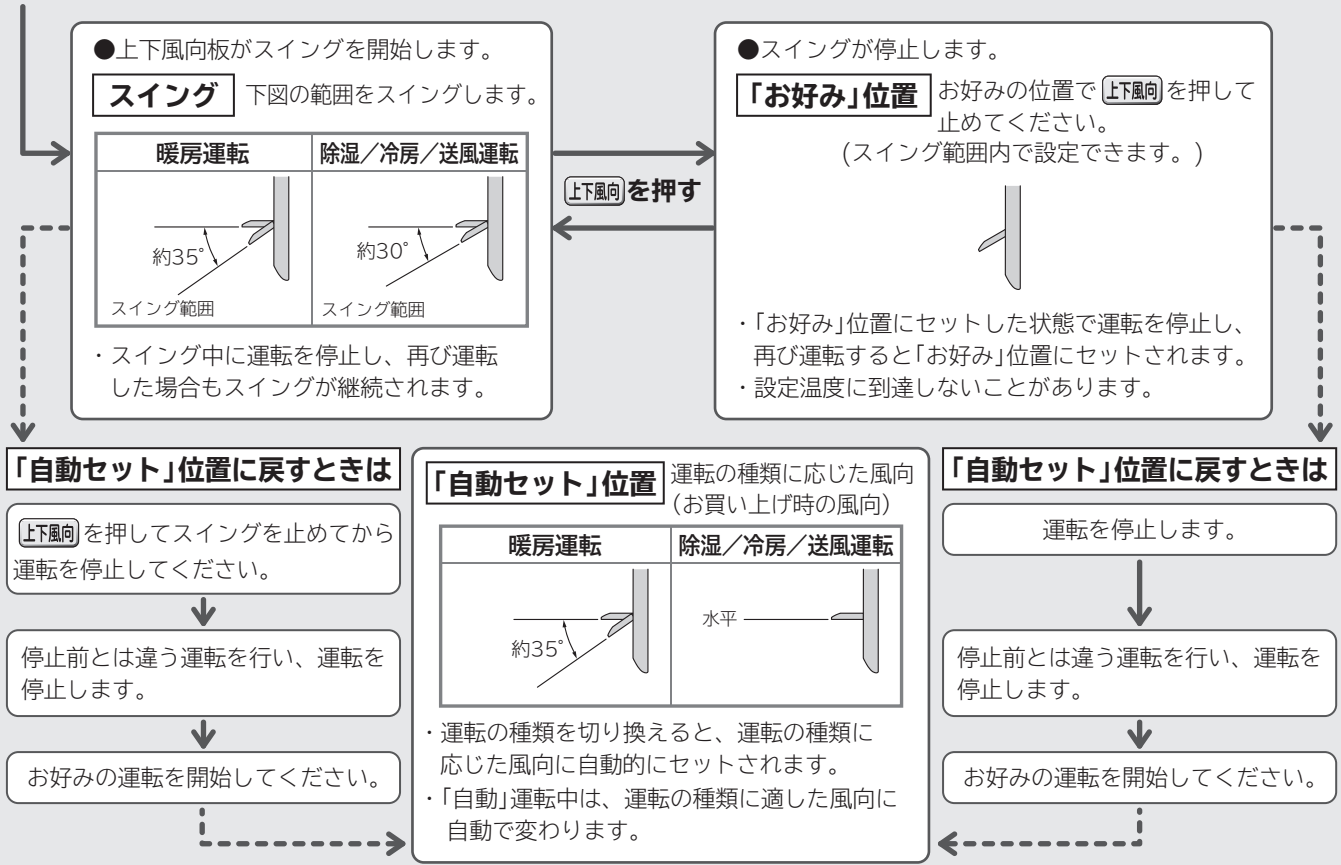 ●上下風向板がスイングを開始します。
スイング 下図の範囲をスイングします。
暖房運転 除湿／冷房／送風運転
約35°
スイング範囲
約30°
スイング範囲
・スイング中に運転を停止し、再び運転
した場合もスイングが継続されます。
上下風向を押す
●スイングが停止します。
「お好み」位置 お好みの位置で上下風向を押して
止めてください。
(スイング範囲内で設定できます。)
・「お好み」位置にセットした状態で運転を停止し、
再び運転すると「お好み」位置にセットされます。
・設定温度に到達しないことがあります。
「自動セット」位置に戻すときは
上下風向を押してスイングを止めてから
運転を停止してください。
停止前とは違う運転を行い、運転を
停止します。
お好みの運転を開始してください。
「自動セット」位置 運転の種類に応じた風向
(お買い上げ時の風向)
暖房運転 除湿／冷房／送風運転
約35°
水平
・運転の種類を切り換えると、運転の種類に
応じた風向に自動的にセットされます。
・「自動」運転中は、運転の種類に適した風向に
自動で変わります。
「自動セット」位置に戻すときは
運転を停止します。
停止前とは違う運転を行い、運転を
停止します。
お好みの運転を開始してください。